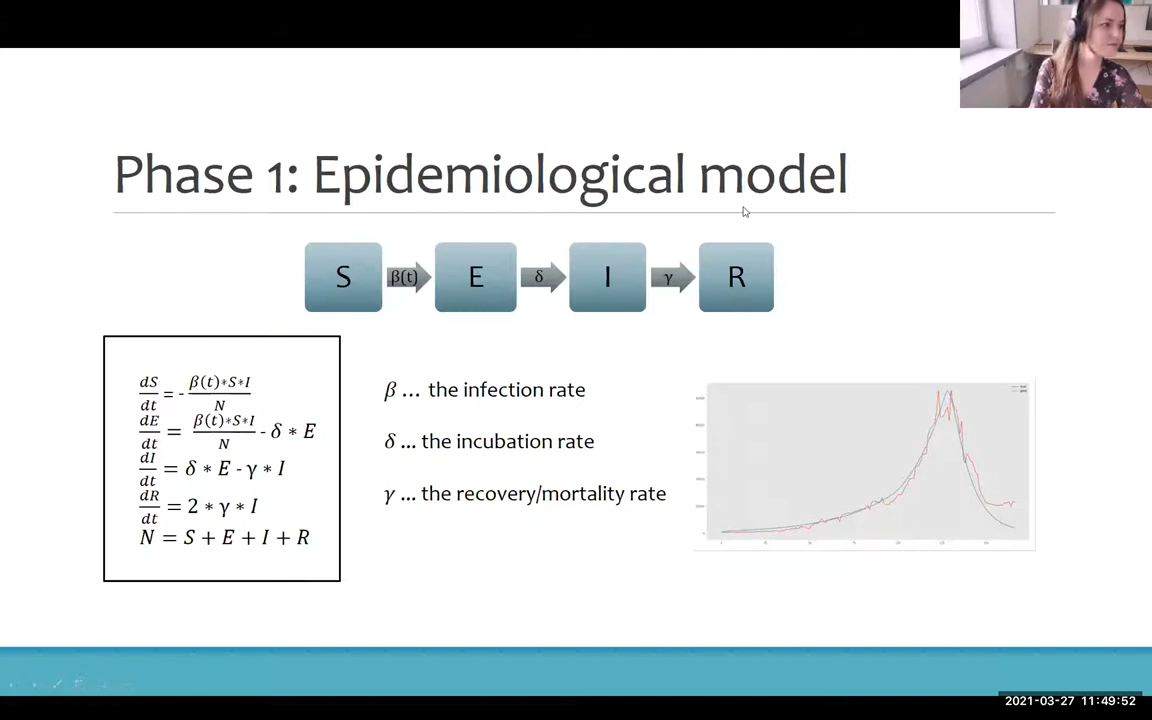 Phase 1: Epidemiological model
S β(t) E δ I γ R
dS/dt = - β(t)∗S∗I/N
dE/dt = β(t)∗S∗I/N - δ ∗ E
dI/dt = δ ∗ E - γ ∗ I
dR/dt = 2 ∗ γ ∗ I
N = S + E + I + R
β ... the infection rate
δ ... the incubation rate
γ ... the recovery/mortality rate
2021-03-27 11:49:52